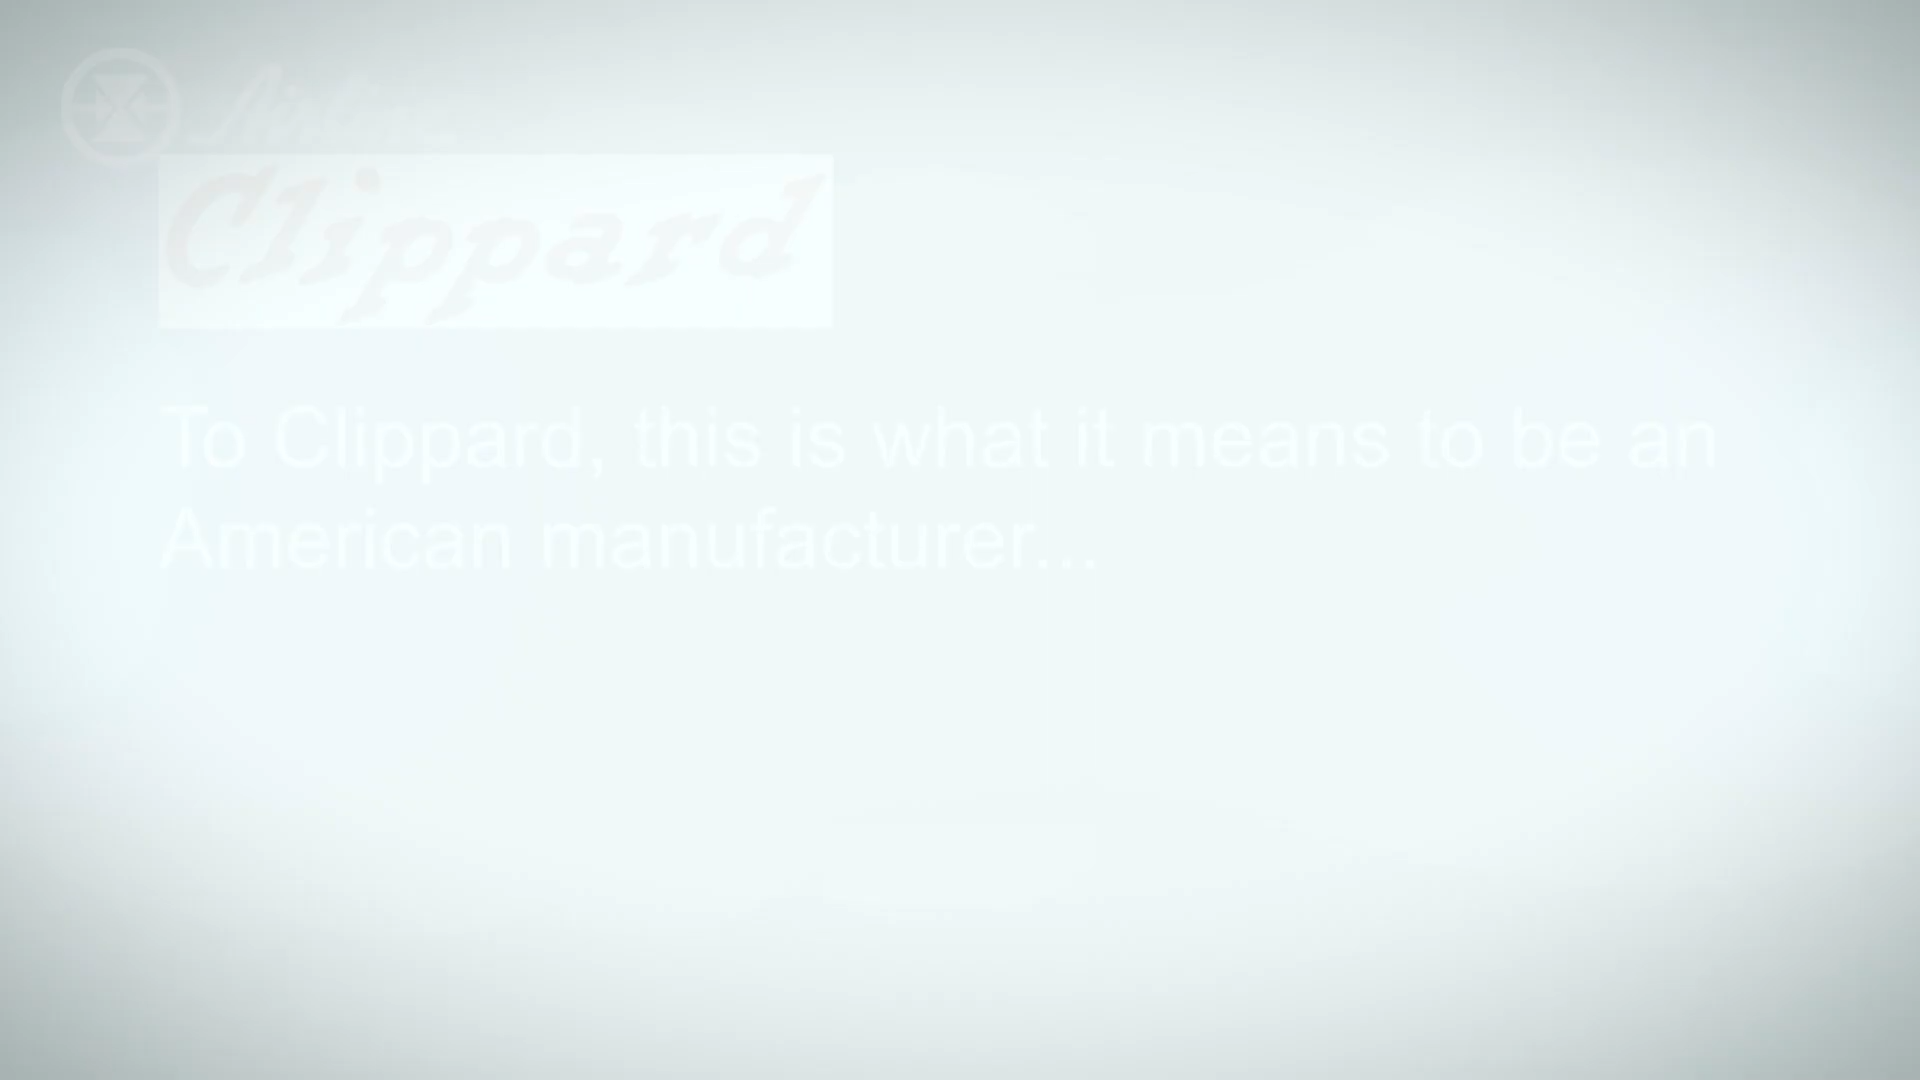 Clippard
To Clippard, this is what it means to be an
American manufacturer...